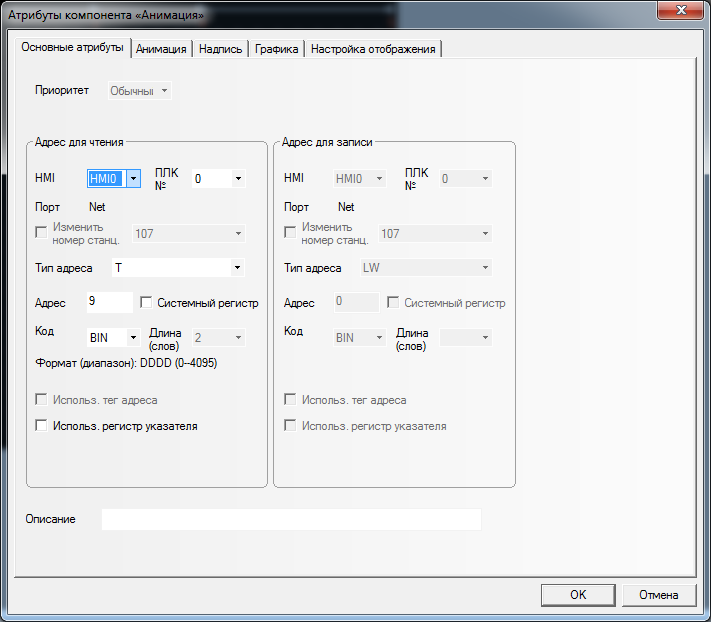 Атрибуты компонента «Анимация»
Основные атрибуты
Анимация
Надпись
Графика
Настройка отображения
Приоритет
Обычны
Адрес для чтения
HMI
HMI0
ПЛК
№
0
Порт
Net
Изменить
номер станц.
107
Тип адреса
T
Адрес
9
Системный регистр
Код
BIN
Длина
(слов)
2
Формат (диапазон): DDDD (0--4095)
Использ. тег адреса
Использ. регистр указателя
Адрес для записи
HMI
HMI0
ПЛК
№
0
Порт
Net
Изменить
номер станц.
107
Тип адреса
LW
Адрес
0
Системный регистр
Код
BIN
Длина
(слов)
Использ. тег адреса
Использ. регистр указателя
Описание
OK
Отмена